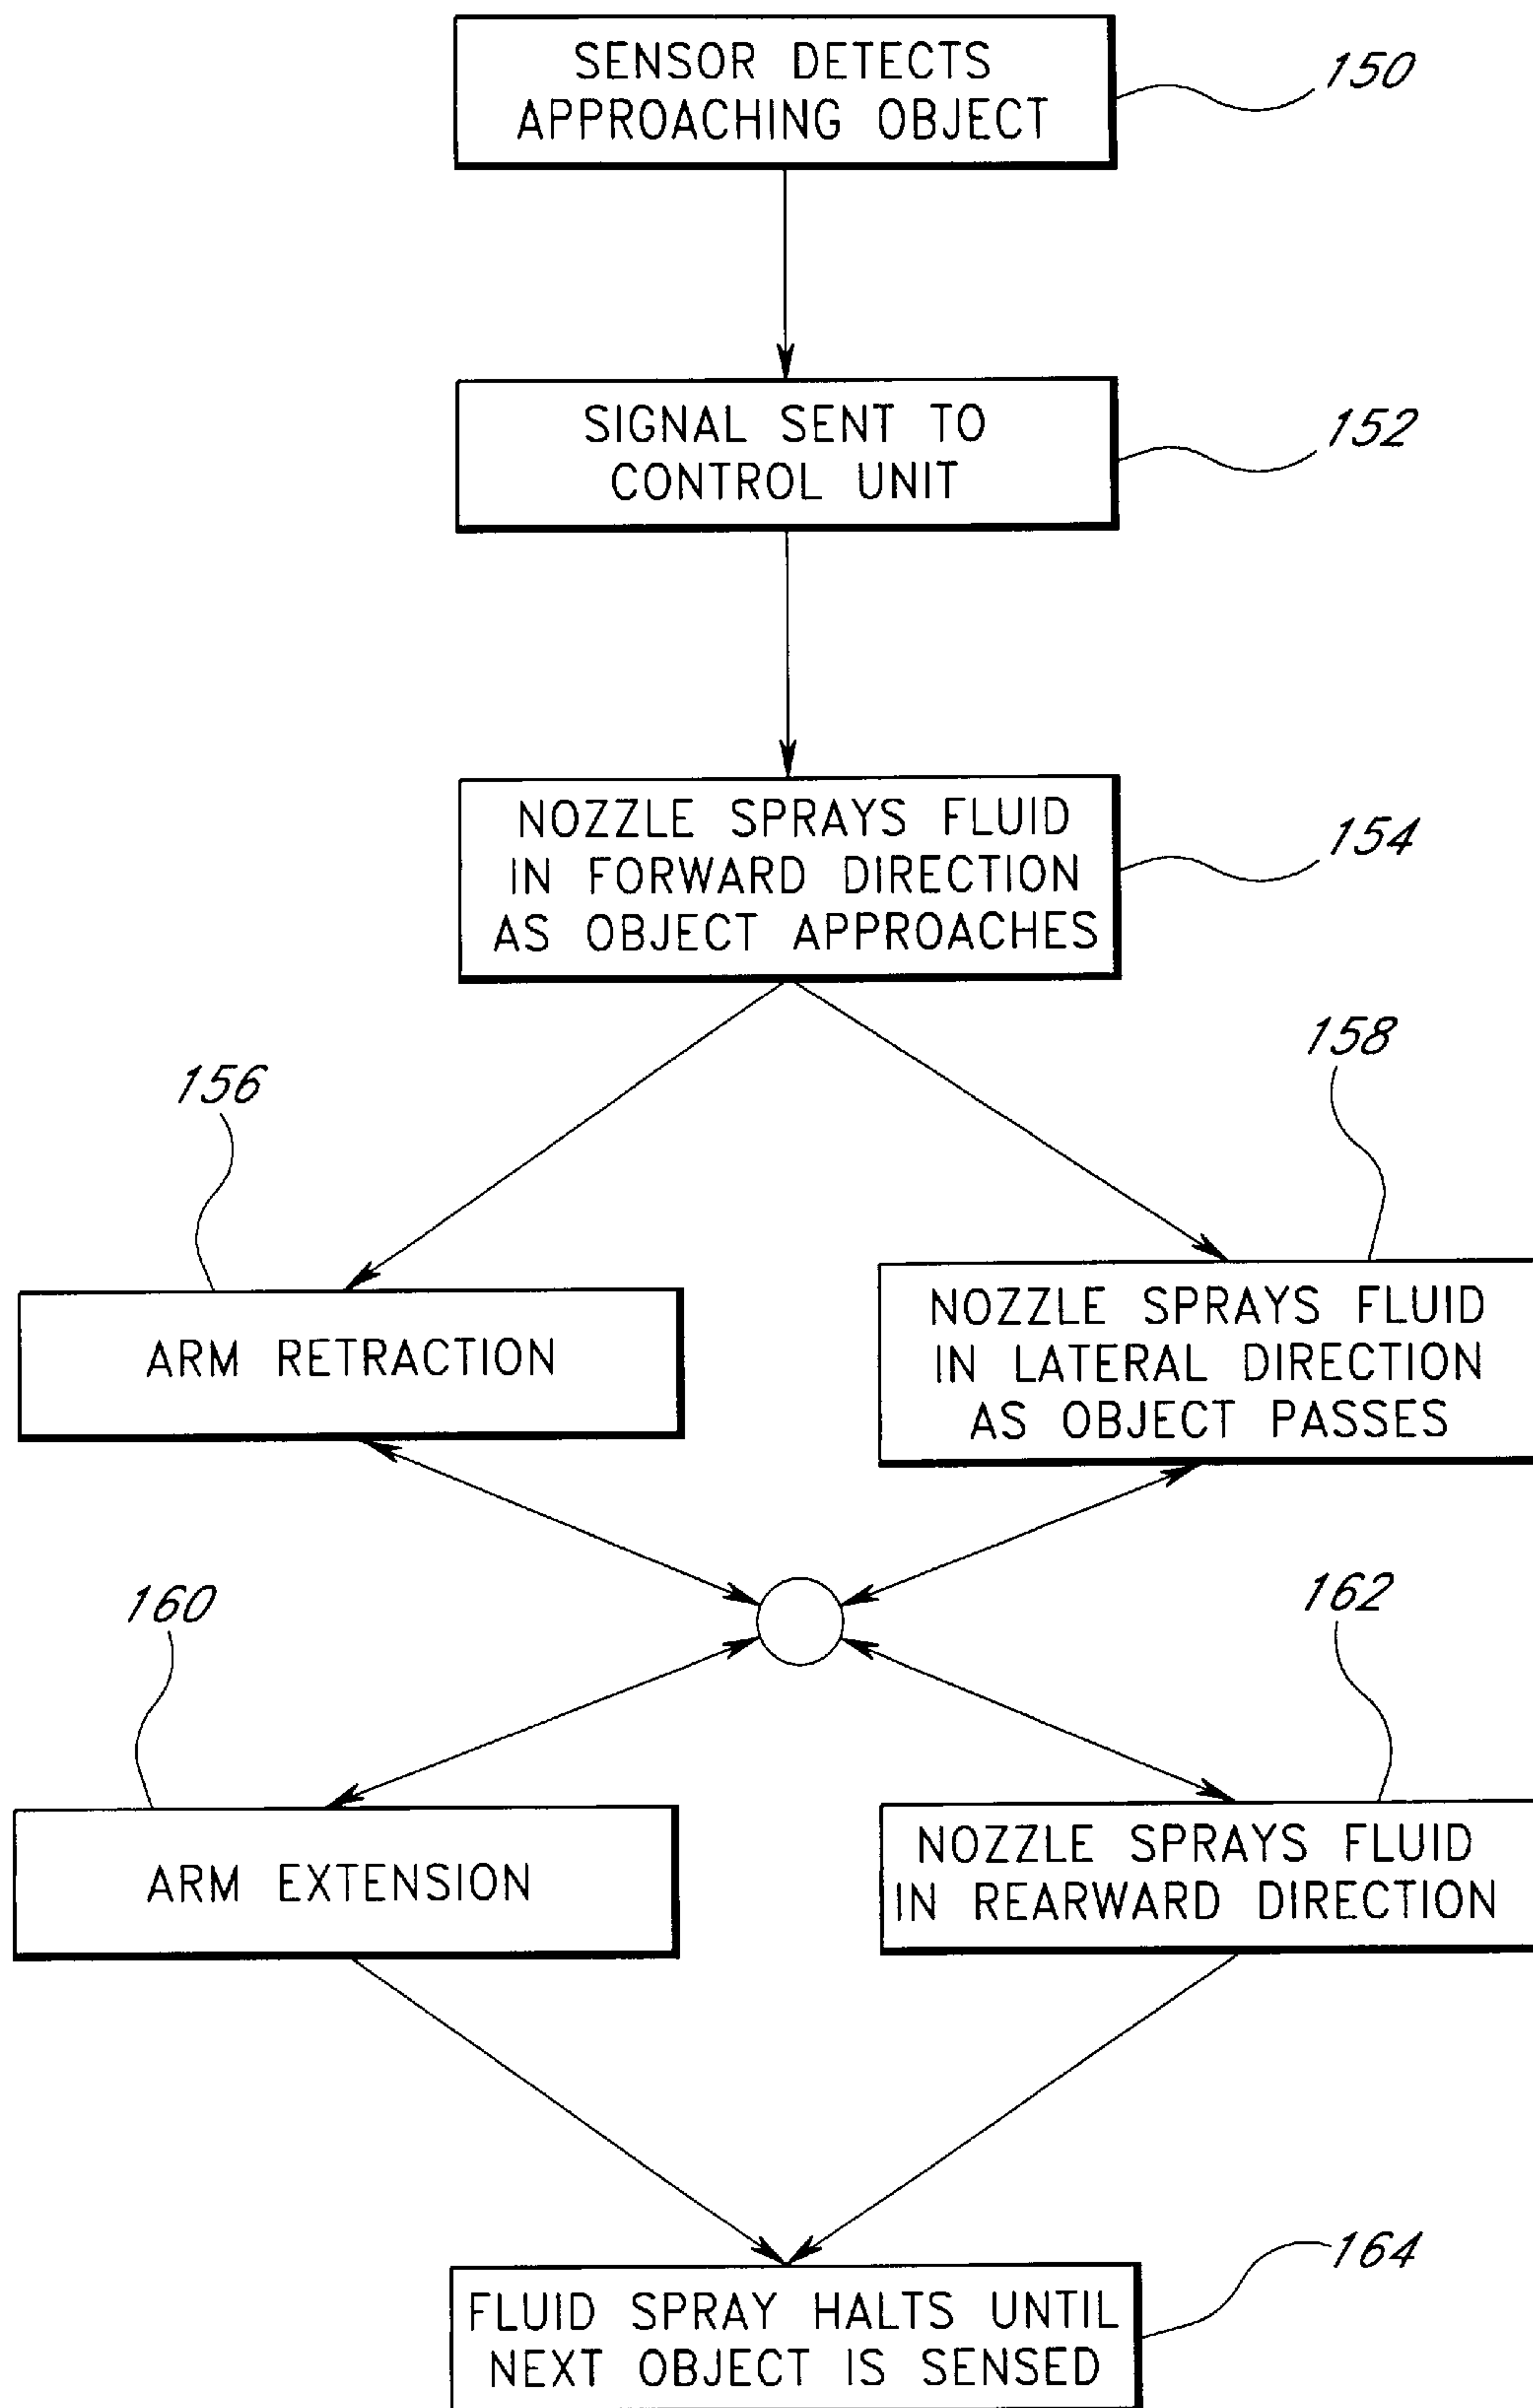 SENSOR DETECTS
APPROACHING OBJECT
150
SIGNAL SENT TO
CONTROL UNIT
152
NOZZLE SPRAYS FLUID
IN FORWARD DIRECTION
AS OBJECT APPROACHES
154
156
158
ARM RETRACTION
NOZZLE SPRAYS FLUID
IN LATERAL DIRECTION
AS OBJECT PASSES
160
162
ARM EXTENSION
NOZZLE SPRAYS FLUID
IN REARWARD DIRECTION
164
FLUID SPRAY HALTS UNTIL
NEXT OBJECT IS SENSED